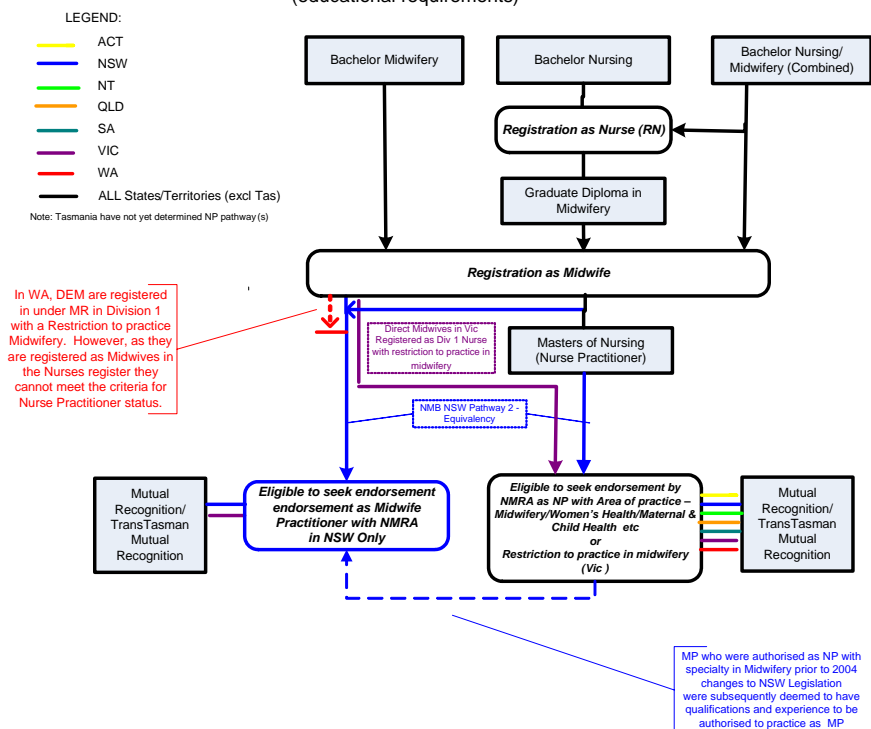 (educational requirements)
LEGEND:
ACT
NSW
NT
QLD
SA
VIC
WA
ALL States/Territories (excl Tas)
Note: Tasmania have not yet determined NP pathway(s)
Bachelor Midwifery
Bachelor Nursing
Bachelor Nursing/
Midwifery (Combined)
Registration as Nurse (RN)
Graduate Diploma in
Midwifery
Registration as Midwife
In WA, DEM are registered
in under MR in Division 1
with a Restriction to practice
Midwifery. However, as they
are registered as Midwives in
the Nurses register they
cannot meet the criteria for
Nurse Practitioner status.
Direct Midwives in Vic
Registered as Div 1 Nurse
with restriction to practice in
midwifery
Masters of Nursing
(Nurse Practitioner)
NMB NSW Pathway 2 -
Equivalency
Mutual
Recognition/
TransTasman
Mutual
Recognition
Eligible to seek endorsement
endorsement as Midwife
Practitioner with NMRA
in NSW Only
Eligible to seek endorsement by
NMRA as NP with Area of practice –
Midwifery/Women's Health/Maternal &
Child Health etc
or
Restriction to practice in midwifery
(Vic )
Mutual
Recognition/
TransTasman
Mutual
Recognition
MP who were authorised as NP with
specialty in Midwifery prior to 2004
changes to NSW Legislation
were subsequently deemed to have
qualifications and experience to be
authorised to practice as MP